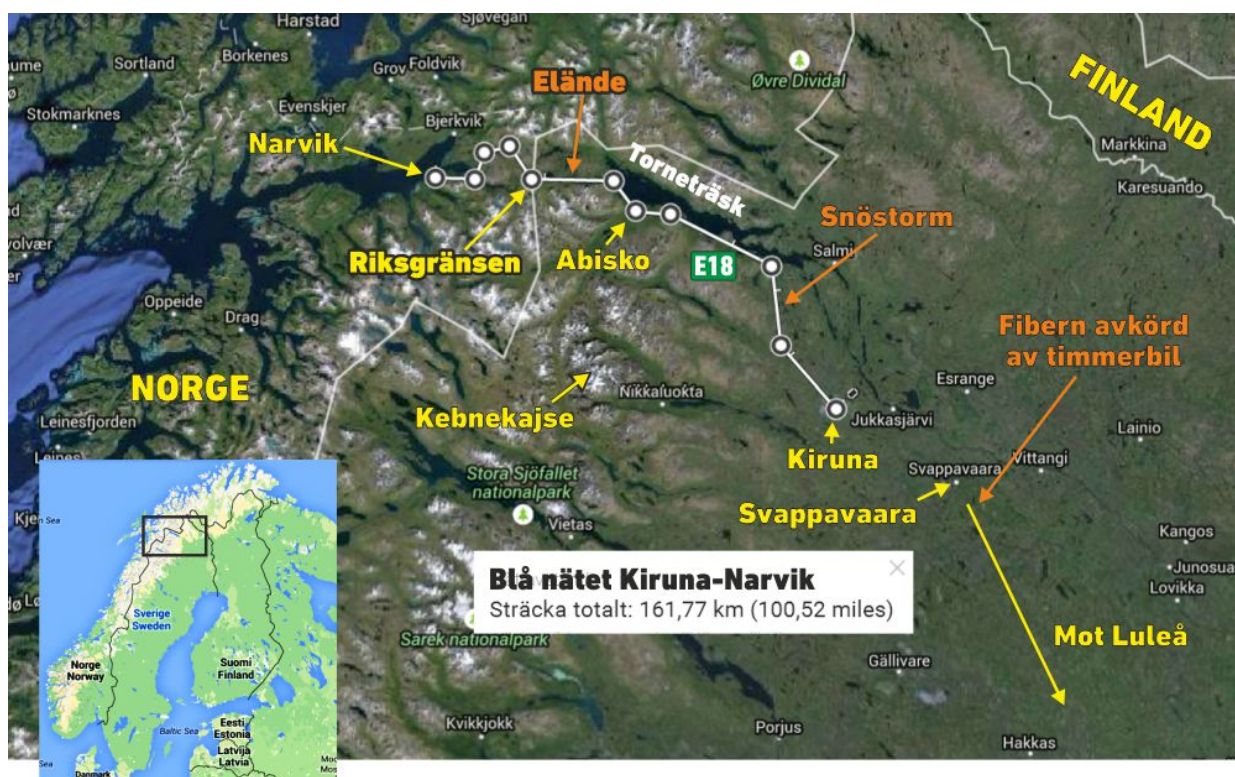 Sjøvegan
Harstad
Borkenes
Sortland
Grov
Foldvik
Øvre Dividal
FINLAND
Elände
Evenskjer
Stokmarknes
Bjerkvik
Narvik
Markkina
Torneträsk
Karesuando
Snöstorm
Riksgränsen
Abisko
E18
Salmi
Oppeide
Drag
Fibern avkörd
av timmerbil
NORGE
Esrange
Nikkaluokta
Kebnekajse
Jukkasjärvi
Leinesfjorden
Lainio
Kiruna
Leines
Svappavaara
Vittangi
Stora Sjöfallet
nationalpark
Svappavaara
Vietas
Kangos
Junosua
Lovikka
Blå nätet Kiruna-Narvik
Sträcka totalt: 161,77 km (100,52 miles)
Sarek nationalpark
Mot Luleå
Gällivare
Kvikkjokk
Porjus
Hakkas
Sverige
Sweden
Norge
Norway
Suomi
Finland
Baltic Sea
Eesti
Estonia
Latvija
Latvia
Danmark